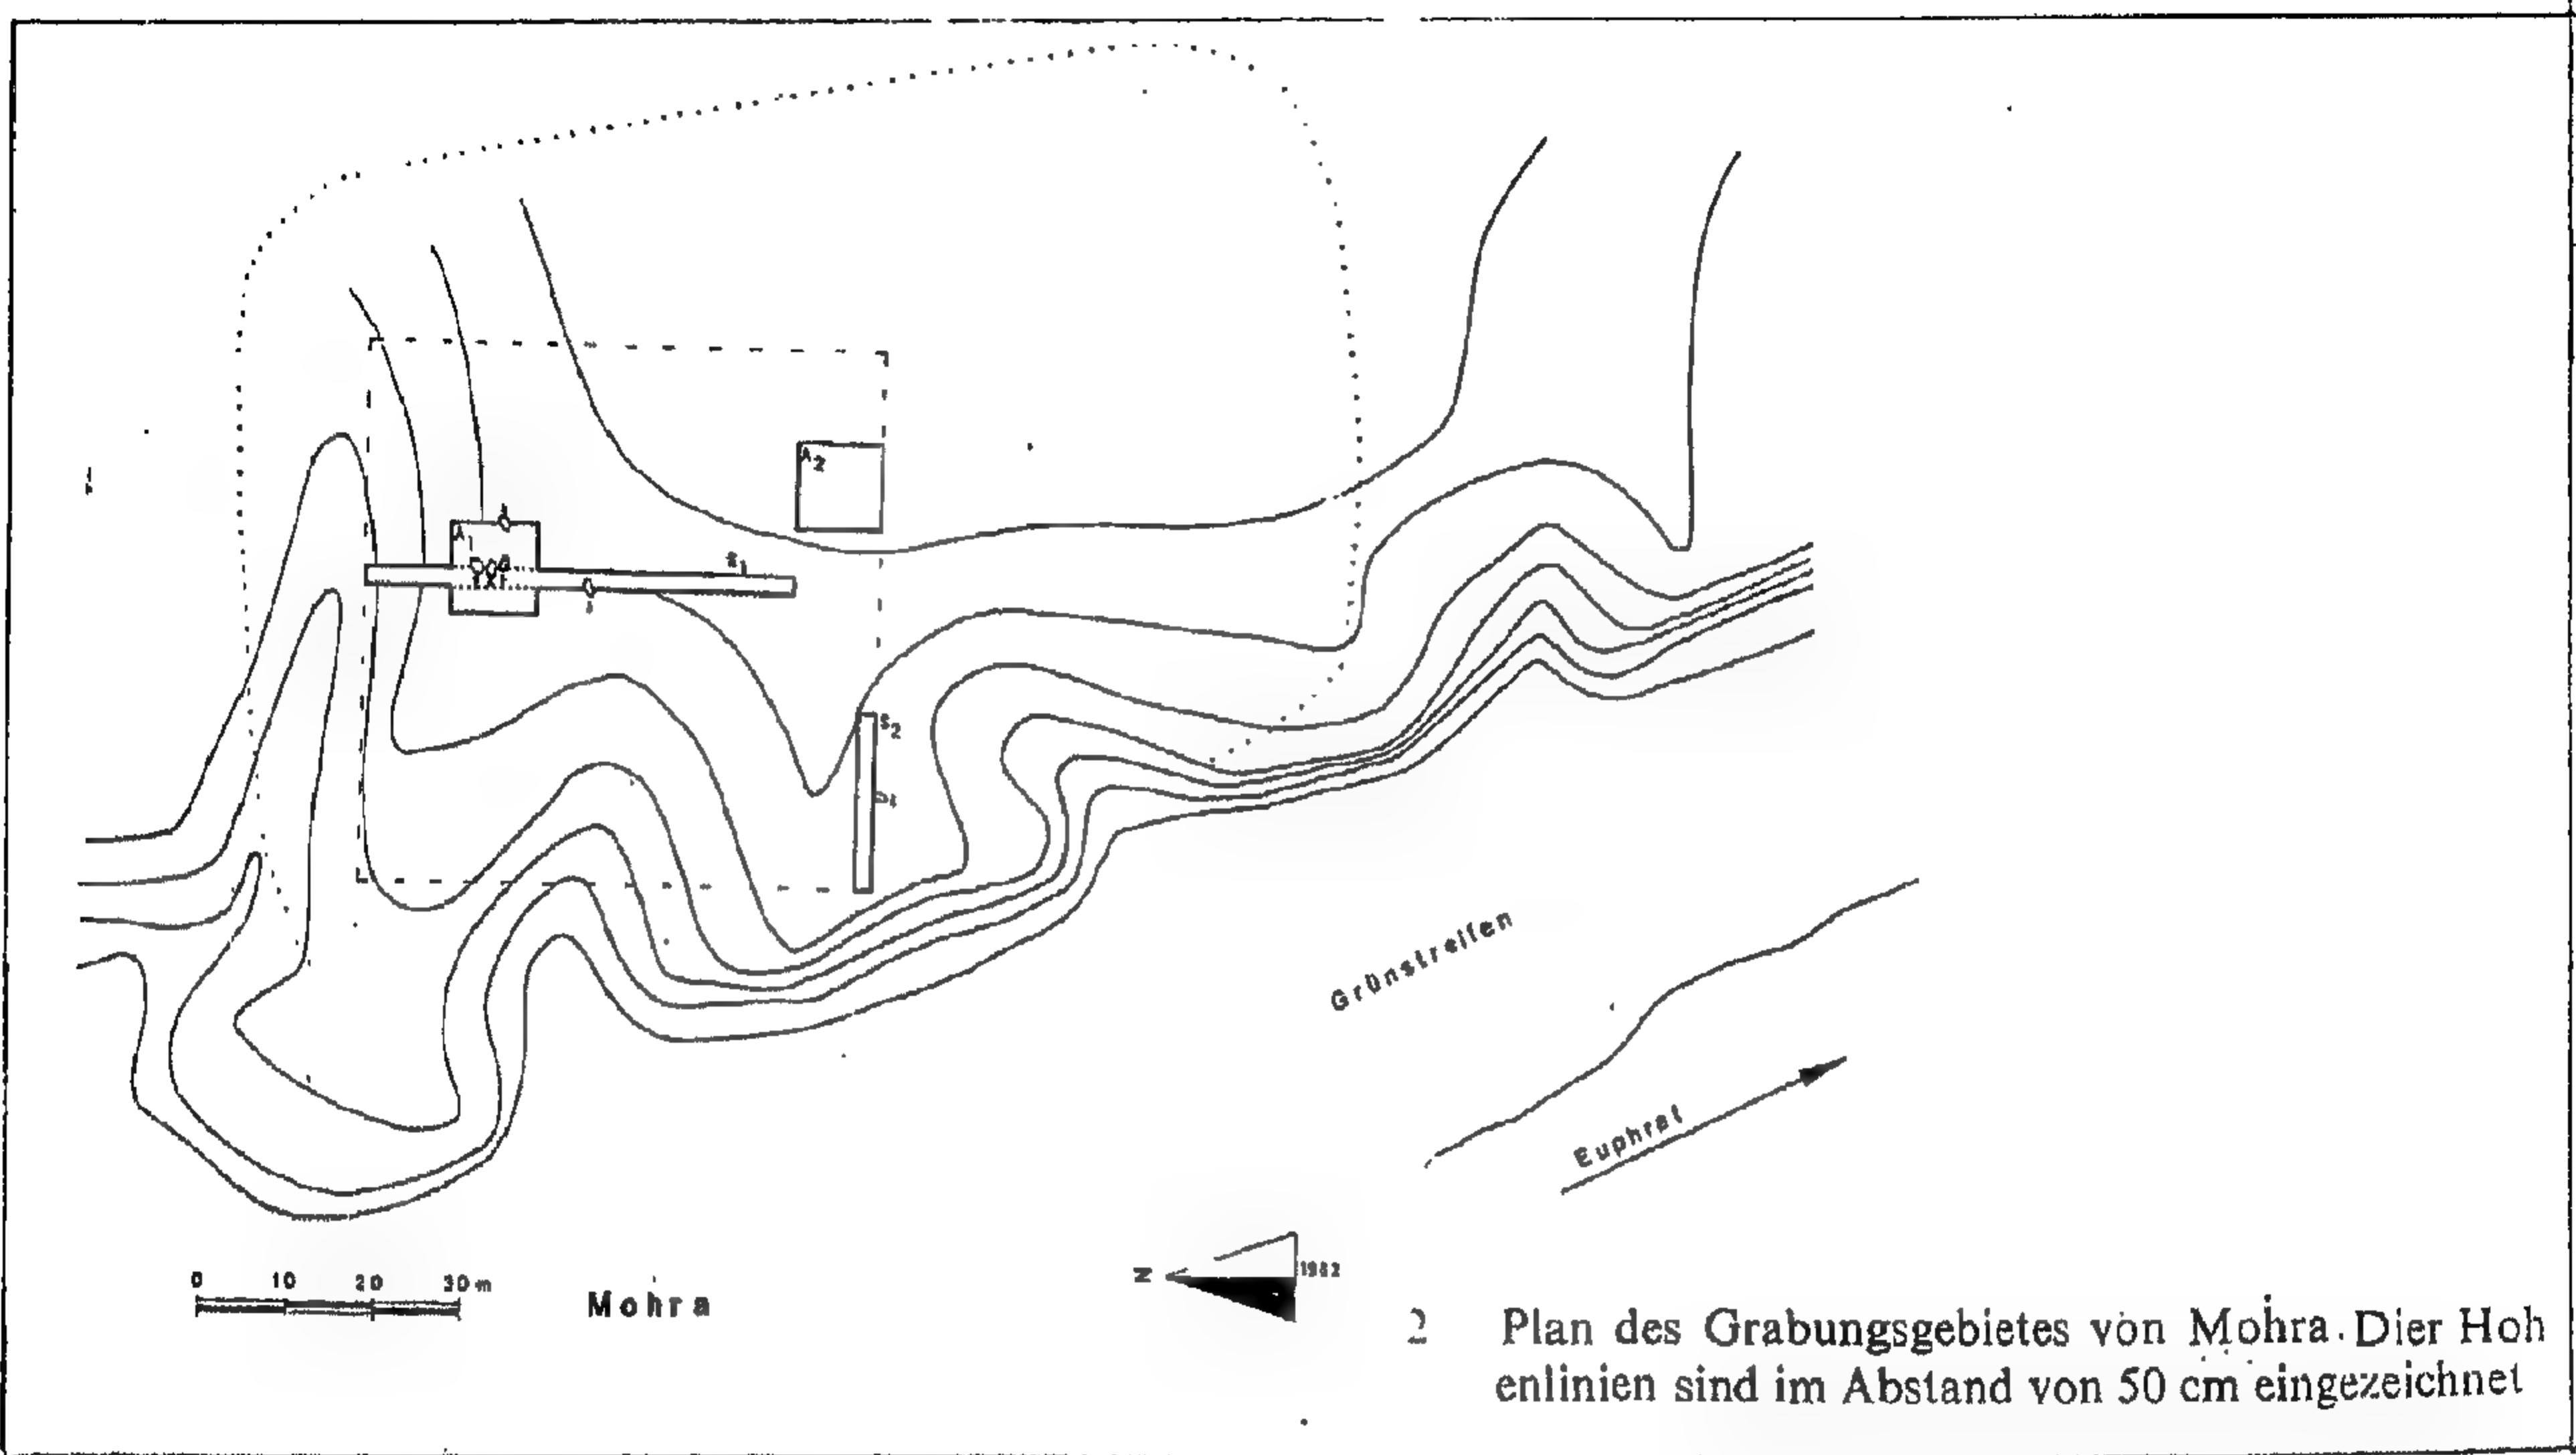 A2
A1
S1
S2
Grünstreifen
Euphrat
0 10 20 30 m
Mohra
N
1982
2 Plan des Grabungsgebietes von Mohra. Dier Hoh
enlinien sind im Abstand von 50 cm eingezeichnet